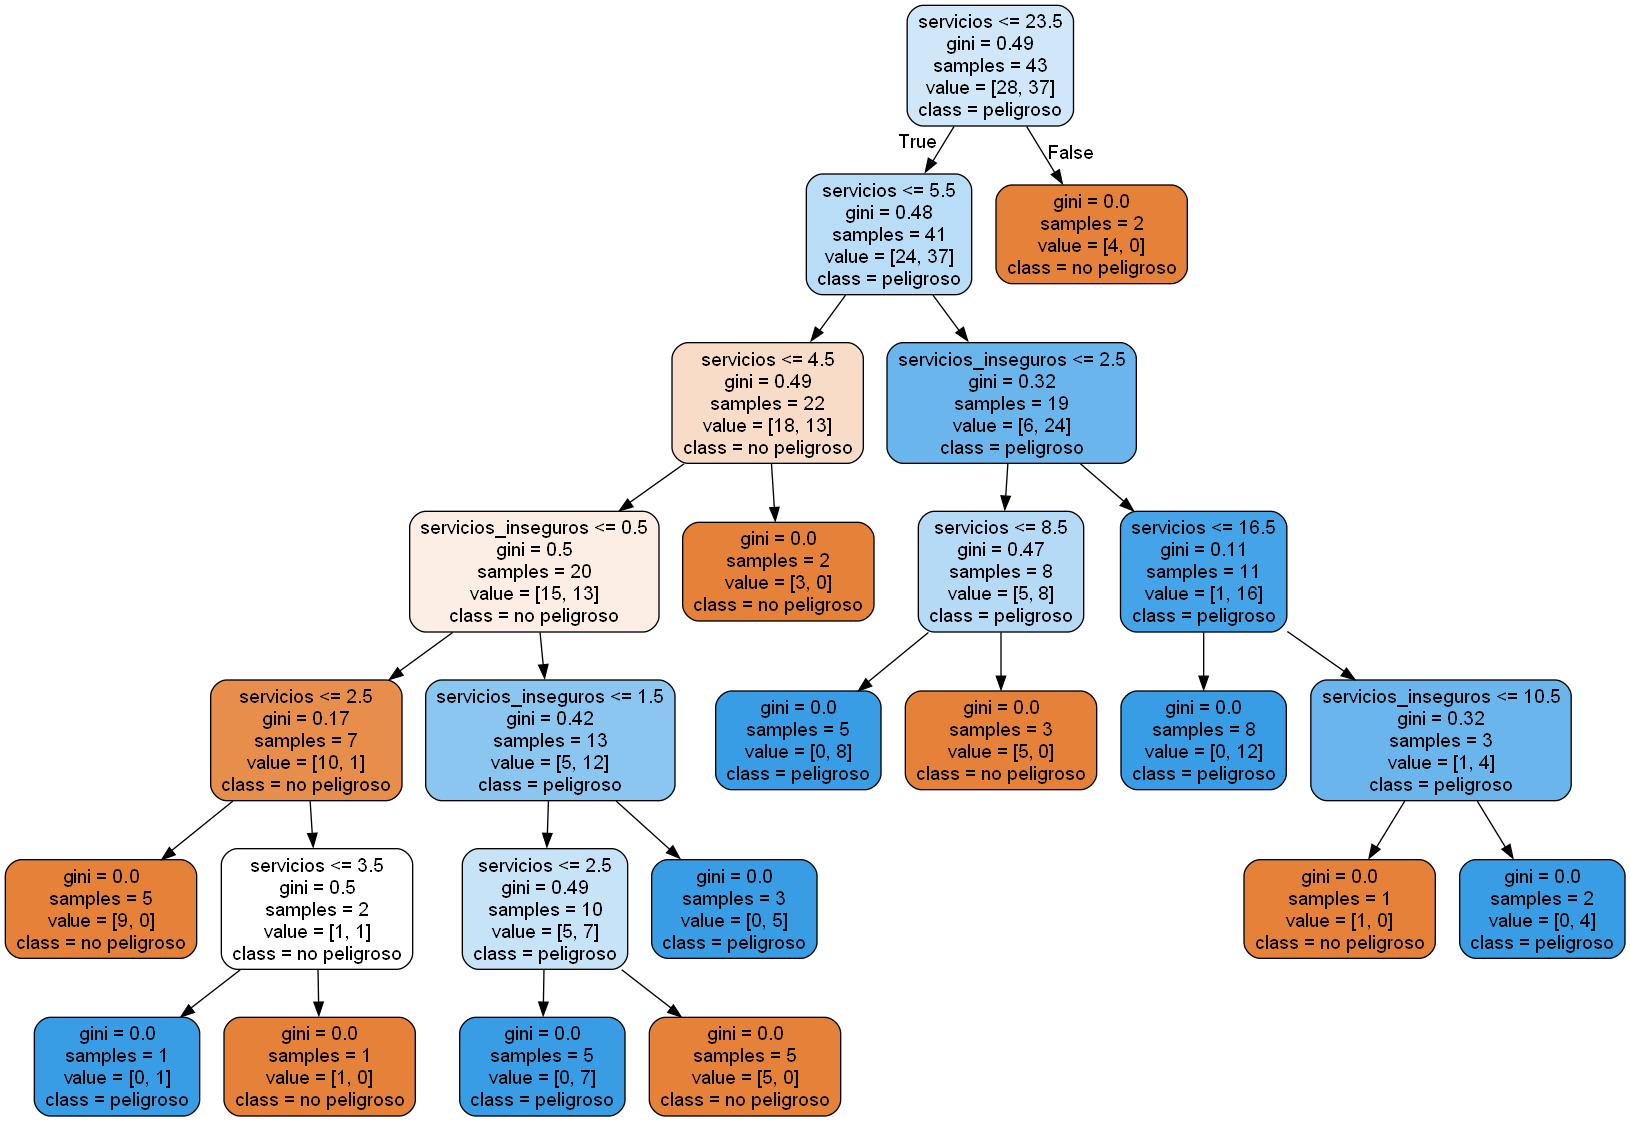 servicios <= 23.5
gini = 0.49
samples = 43
value = [28, 37]
class = peligroso
True
False
servicios <= 5.5
gini = 0.48
samples = 41
value = [24, 37]
class = peligroso
gini = 0.0
samples = 2
value = [4, 0]
class = no peligroso
servicios <= 4.5
gini = 0.49
samples = 22
value = [18, 13]
class = no peligroso
servicios_inseguros <= 2.5
gini = 0.32
samples = 19
value = [6, 24]
class = peligroso
servicios_inseguros <= 0.5
gini = 0.5
samples = 20
value = [15, 13]
class = no peligroso
gini = 0.0
samples = 2
value = [3, 0]
class = no peligroso
servicios <= 8.5
gini = 0.47
samples = 8
value = [5, 8]
class = peligroso
servicios <= 16.5
gini = 0.11
samples = 11
value = [1, 16]
class = peligroso
servicios <= 2.5
gini = 0.17
samples = 7
value = [10, 1]
class = no peligroso
servicios_inseguros <= 1.5
gini = 0.42
samples = 13
value = [5, 12]
class = peligroso
gini = 0.0
samples = 5
value = [0, 8]
class = peligroso
gini = 0.0
samples = 3
value = [5, 0]
class = no peligroso
gini = 0.0
samples = 8
value = [0, 12]
class = peligroso
servicios_inseguros <= 10.5
gini = 0.32
samples = 3
value = [1, 4]
class = peligroso
gini = 0.0
samples = 5
value = [9, 0]
class = no peligroso
servicios <= 3.5
gini = 0.5
samples = 2
value = [1, 1]
class = no peligroso
servicios <= 2.5
gini = 0.49
samples = 10
value = [5, 7]
class = peligroso
gini = 0.0
samples = 3
value = [0, 5]
class = peligroso
gini = 0.0
samples = 1
value = [1, 0]
class = no peligroso
gini = 0.0
samples = 2
value = [0, 4]
class = peligroso
gini = 0.0
samples = 1
value = [0, 1]
class = peligroso
gini = 0.0
samples = 1
value = [1, 0]
class = no peligroso
gini = 0.0
samples = 5
value = [0, 7]
class = peligroso
gini = 0.0
samples = 5
value = [5, 0]
class = no peligroso